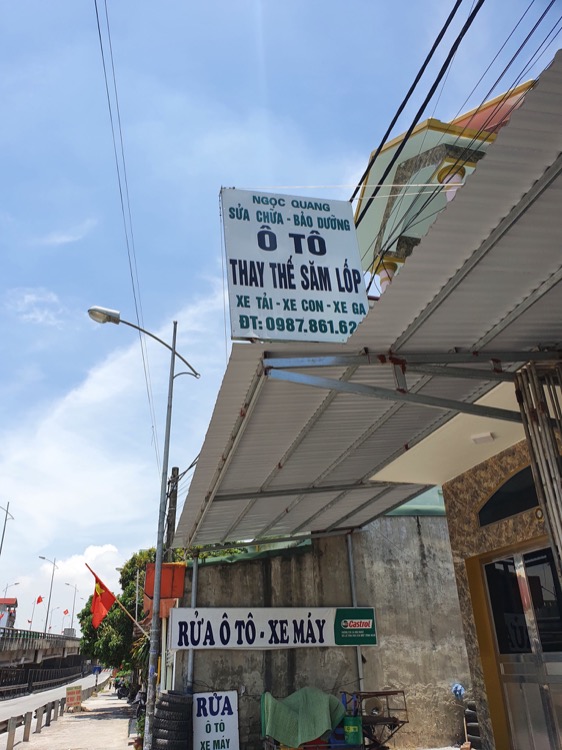 NGỌC QUANG
SỬA CHỮA - BẢO DƯỠNG
Ô TÔ
THAY THẾ SĂM LỐP
XE TẢI - XE CON - XE GA
ĐT: 0987.861.62
RỬA Ô TÔ - XE MÁY
Castrol
RỬA
Ô TÔ
XE MÁY